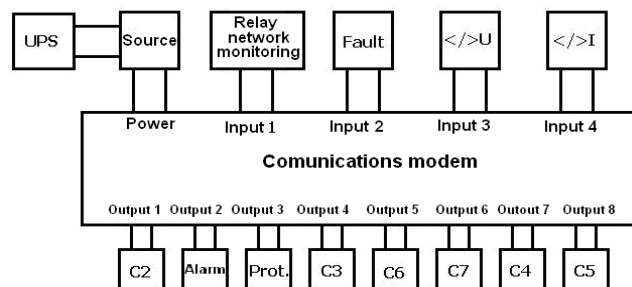 UPS
Source
Relay
network
monitoring
Fault
</>U
</>I
Power
Input 1
Input 2
Input 3
Input 4
Comunications modem
Output 1
Output 2
Output 3
Output 4
Output 5
Output 6
Outout 7
Output 8
C2
Alarm
Prot.
C3
C6
C7
C4
C5